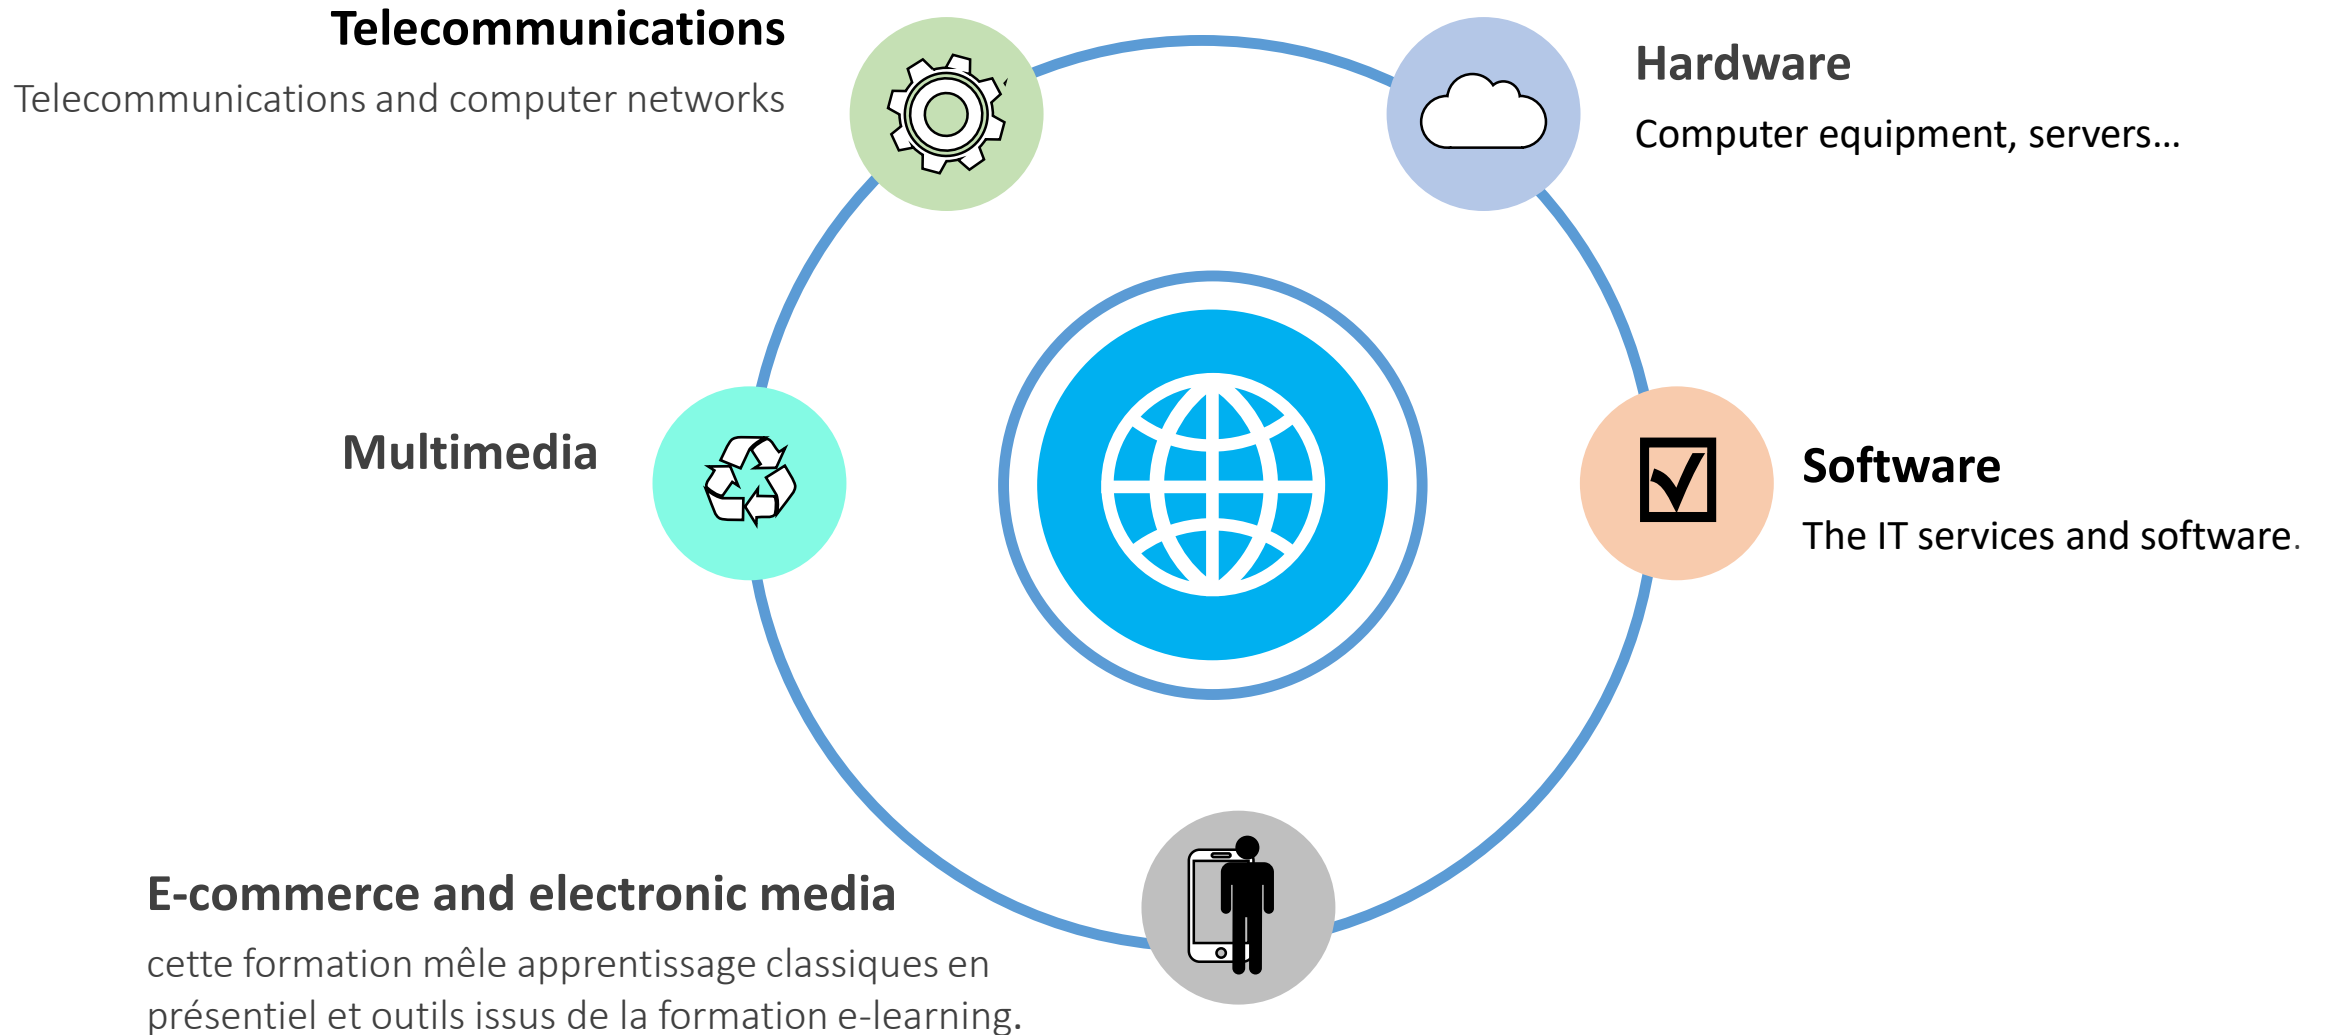 Telecommunications
Telecommunications and computer networks
Hardware
Computer equipment, servers…
Multimedia
Software
The IT services and software.
E-commerce and electronic media
cette formation mêle apprentissage classiques en
présentiel et outils issus de la formation e-learning.